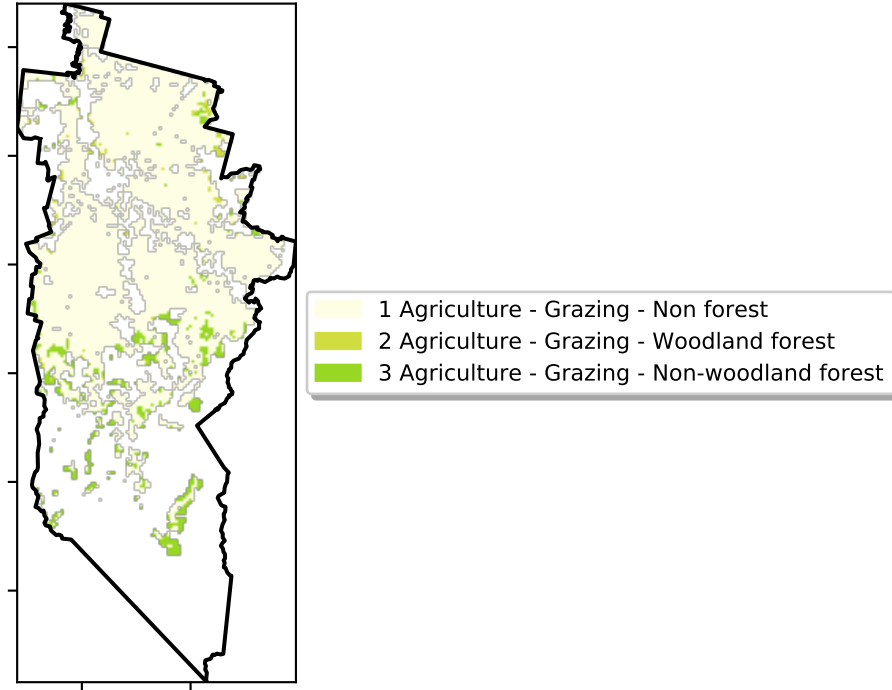 1 Agriculture - Grazing - Non forest
2 Agriculture - Grazing - Woodland forest
3 Agriculture - Grazing - Non-woodland forest